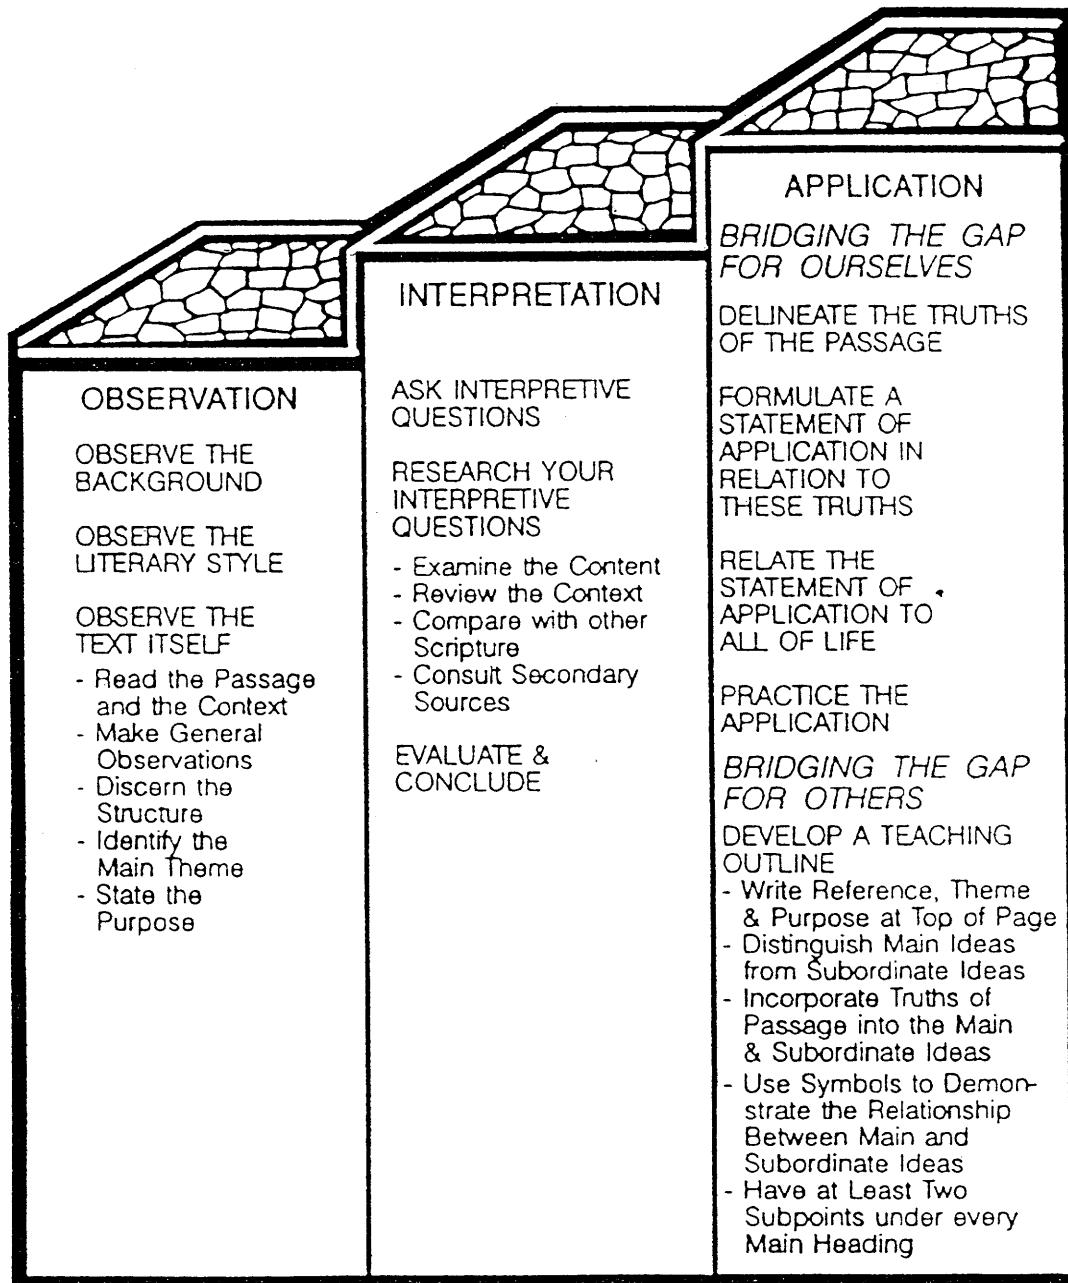 OBSERVATION
OBSERVE THE
BACKGROUND
OBSERVE THE
LITERARY STYLE
OBSERVE THE
TEXT ITSELF
- Read the Passage
and the Context
- Make General
Observations
- Discern the
Structure
- Identify the
Main Theme
- State the
Purpose
INTERPRETATION
ASK INTERPRETIVE
QUESTIONS
RESEARCH YOUR
INTERPRETIVE
QUESTIONS
- Examine the Content
- Review the Context
- Compare with other
Scripture
- Consult Secondary
Sources
EVALUATE &
CONCLUDE
APPLICATION
BRIDGING THE GAP
FOR OURSELVES
DELINEATE THE TRUTHS
OF THE PASSAGE
FORMULATE A
STATEMENT OF
APPLICATION IN
RELATION TO
THESE TRUTHS
RELATE THE
STATEMENT OF
APPLICATION TO
ALL OF LIFE
PRACTICE THE
APPLICATION
BRIDGING THE GAP
FOR OTHERS
DEVELOP A TEACHING
OUTLINE
- Write Reference, Theme
& Purpose at Top of Page
- Distinguish Main Ideas
from Subordinate Ideas
- Incorporate Truths of
Passage into the Main
& Subordinate Ideas
- Use Symbols to Demon-
strate the Relationship
Between Main and
Subordinate Ideas
- Have at Least Two
Subpoints under every
Main Heading